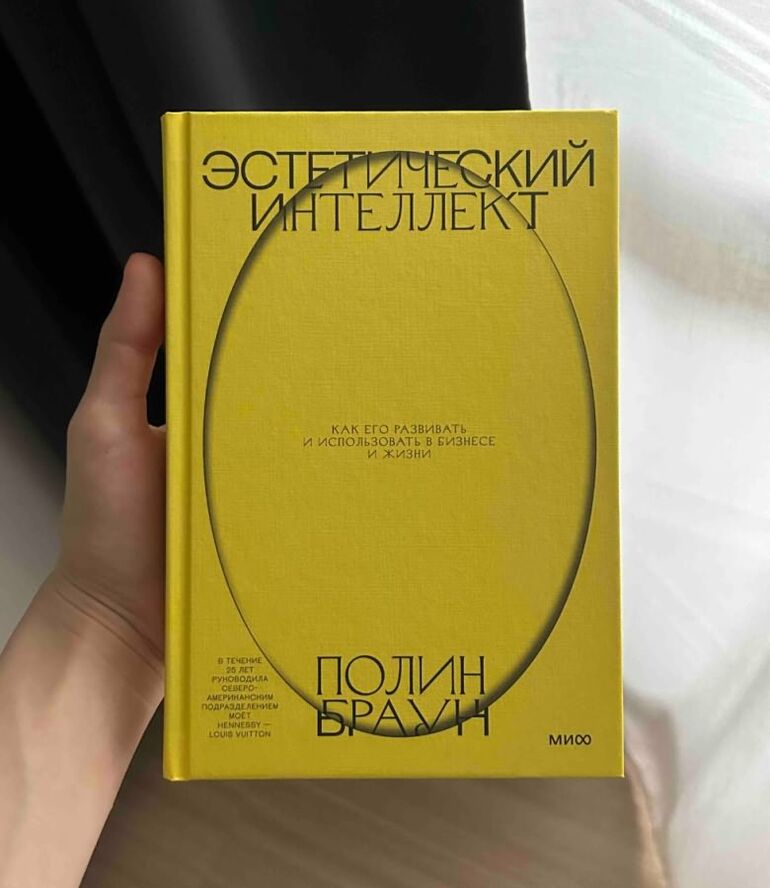 ЭСТЕТИЧЕСКИЙ
ИНТЕЛЛЕКТ
КАК ЕГО РАЗВИВАТЬ
И ИСПОЛЬЗОВАТЬ В БИЗНЕСЕ
И ЖИЗНИ
В ТЕЧЕНИЕ
25 ЛЕТ
РУКОВОДИЛА
СЕВЕРО-
АМЕРИКАНСКИМ
ПОДРАЗДЕЛЕНИЕМ
MOËT
HENNESSY —
LOUIS VUITTON
ПОЛИН
БРАУН
МИФ